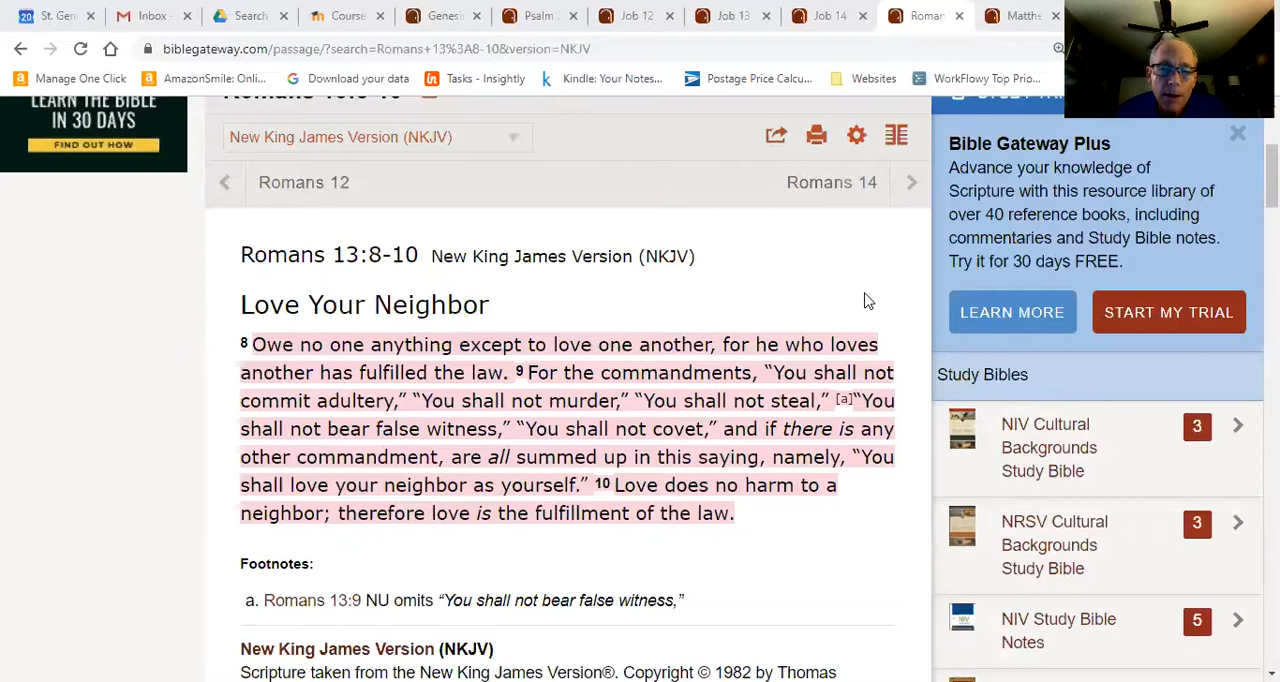 20 St. Gen
Inbox -
Search
Course
Genesi
Psalm
Job 12
Job 13
Job 14
Roman
Matthe
biblegateway.com/passage/?search=Romans+13%3A8-10&version=NKJV
Manage One Click
AmazonSmile: Onli...
Download your data
Tasks - Insightly
Kindle: Your Notes...
Postage Price Calcu...
Websites
WorkFlowy Top Prio...
LEARN THE BIBLE
IN 30 DAYS
FIND OUT HOW
New King James Version (NKJV)
Romans 12
Romans 14
Romans 13:8-10 New King James Version (NKJV)
Love Your Neighbor
8 Owe no one anything except to love one another, for he who loves
another has fulfilled the law. 9 For the commandments, “You shall not
commit adultery,” “You shall not murder,” “You shall not steal,” [a]“You
shall not bear false witness,” “You shall not covet,” and if there is any
other commandment, are all summed up in this saying, namely, “You
shall love your neighbor as yourself.” 10 Love does no harm to a
neighbor; therefore love is the fulfillment of the law.
Footnotes:
a. Romans 13:9 NU omits “You shall not bear false witness,”
New King James Version (NKJV)
Scripture taken from the New King James Version®. Copyright © 1982 by Thomas
Bible Gateway Plus
Advance your knowledge of
Scripture with this resource library of
over 40 reference books, including
commentaries and Study Bible notes.
Try it for 30 days FREE.
LEARN MORE
START MY TRIAL
Study Bibles
NIV Cultural
Backgrounds
Study Bible
3
NRSV Cultural
Backgrounds
Study Bible
3
NIV Study Bible
Notes
5